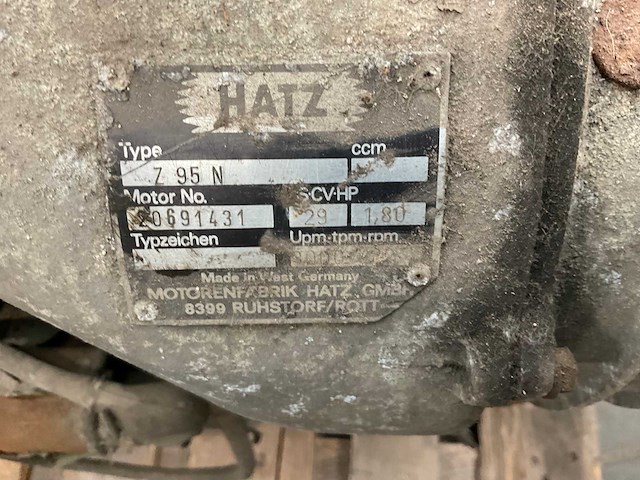 HATZ
Type ccm
Z 95 N
Motor No. CV-HP
20691431 29 1,80
Typzeichen Upm-tpm-rpm
Made in West Germany
MOTORENFABRIK HATZ GMBH
8399 RUHSTORF/ROTT